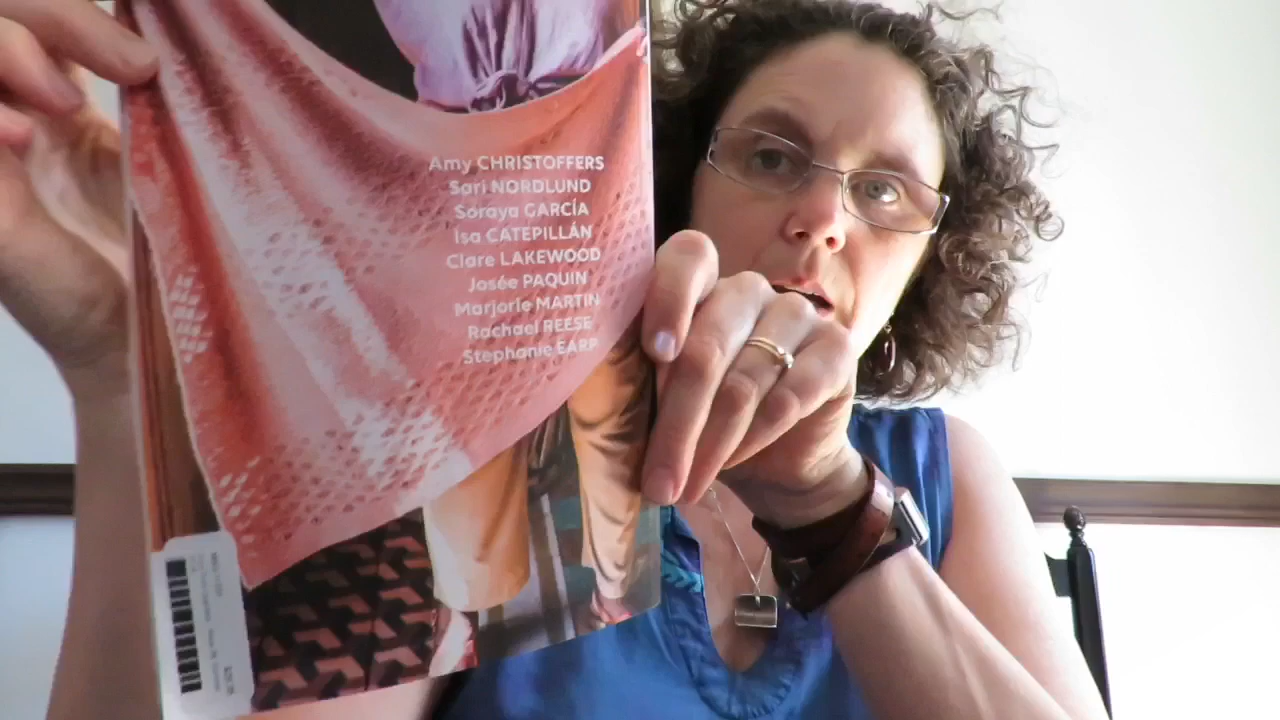 Amy CHRISTOFFERS
Sari NORDLUND
Soraya GARCÍA
Isa CATEPILLÁN
Clare LAKEWOOD
Josée PAQUIN
Marjorie MARTIN
Rachael REESE
Stephanie EARP